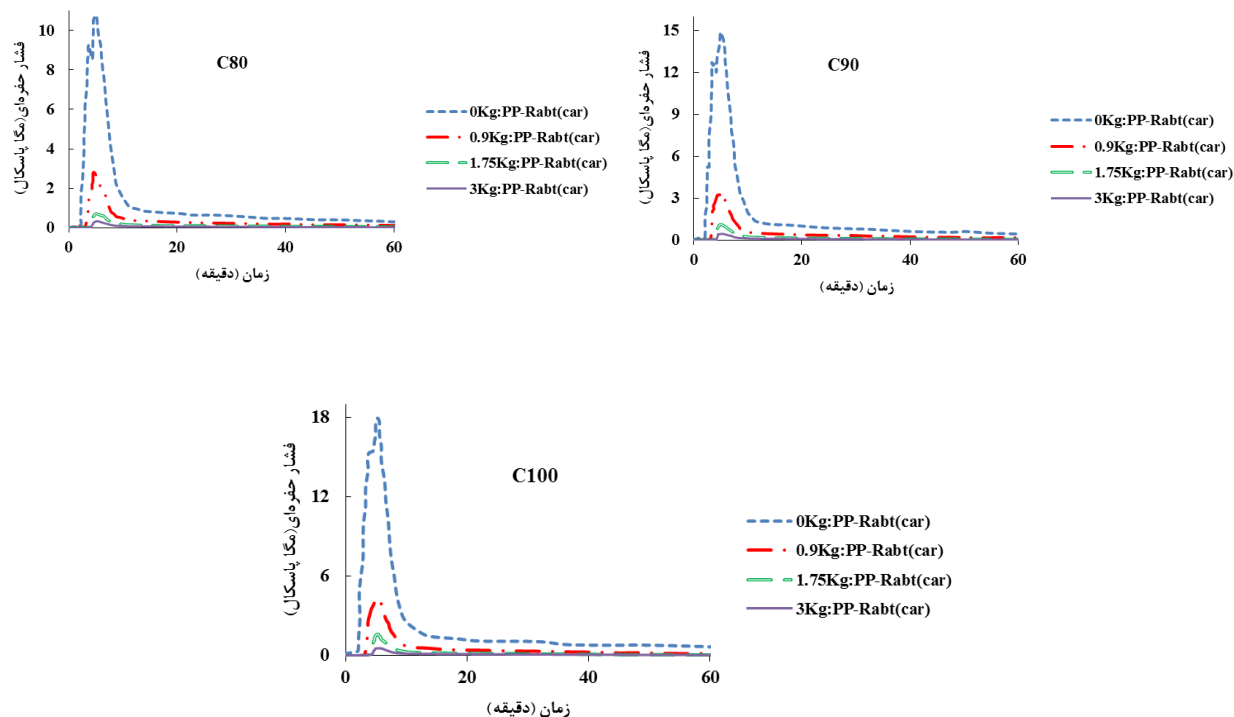 فشار حفره‌ای(مگا پاسکال)
10
8
6
4
2
0
0
20
40
60
زمان (دقیقه)
C80
0Kg:PP-Rabt(car)
0.9Kg:PP-Rabt(car)
1.75Kg:PP-Rabt(car)
3Kg:PP-Rabt(car)
فشار حفره‌ای(مگا پاسکال)
15
12
9
6
3
0
0
20
40
60
زمان (دقیقه)
C90
0Kg:PP-Rabt(car)
0.9Kg:PP-Rabt(car)
1.75Kg:PP-Rabt(car)
3Kg:PP-Rabt(car)
فشار حفره‌ای(مگا پاسکال)
18
12
6
0
0
20
40
60
زمان (دقیقه)
C100
0Kg:PP-Rabt(car)
0.9Kg:PP-Rabt(car)
1.75Kg:PP-Rabt(car)
3Kg:PP-Rabt(car)